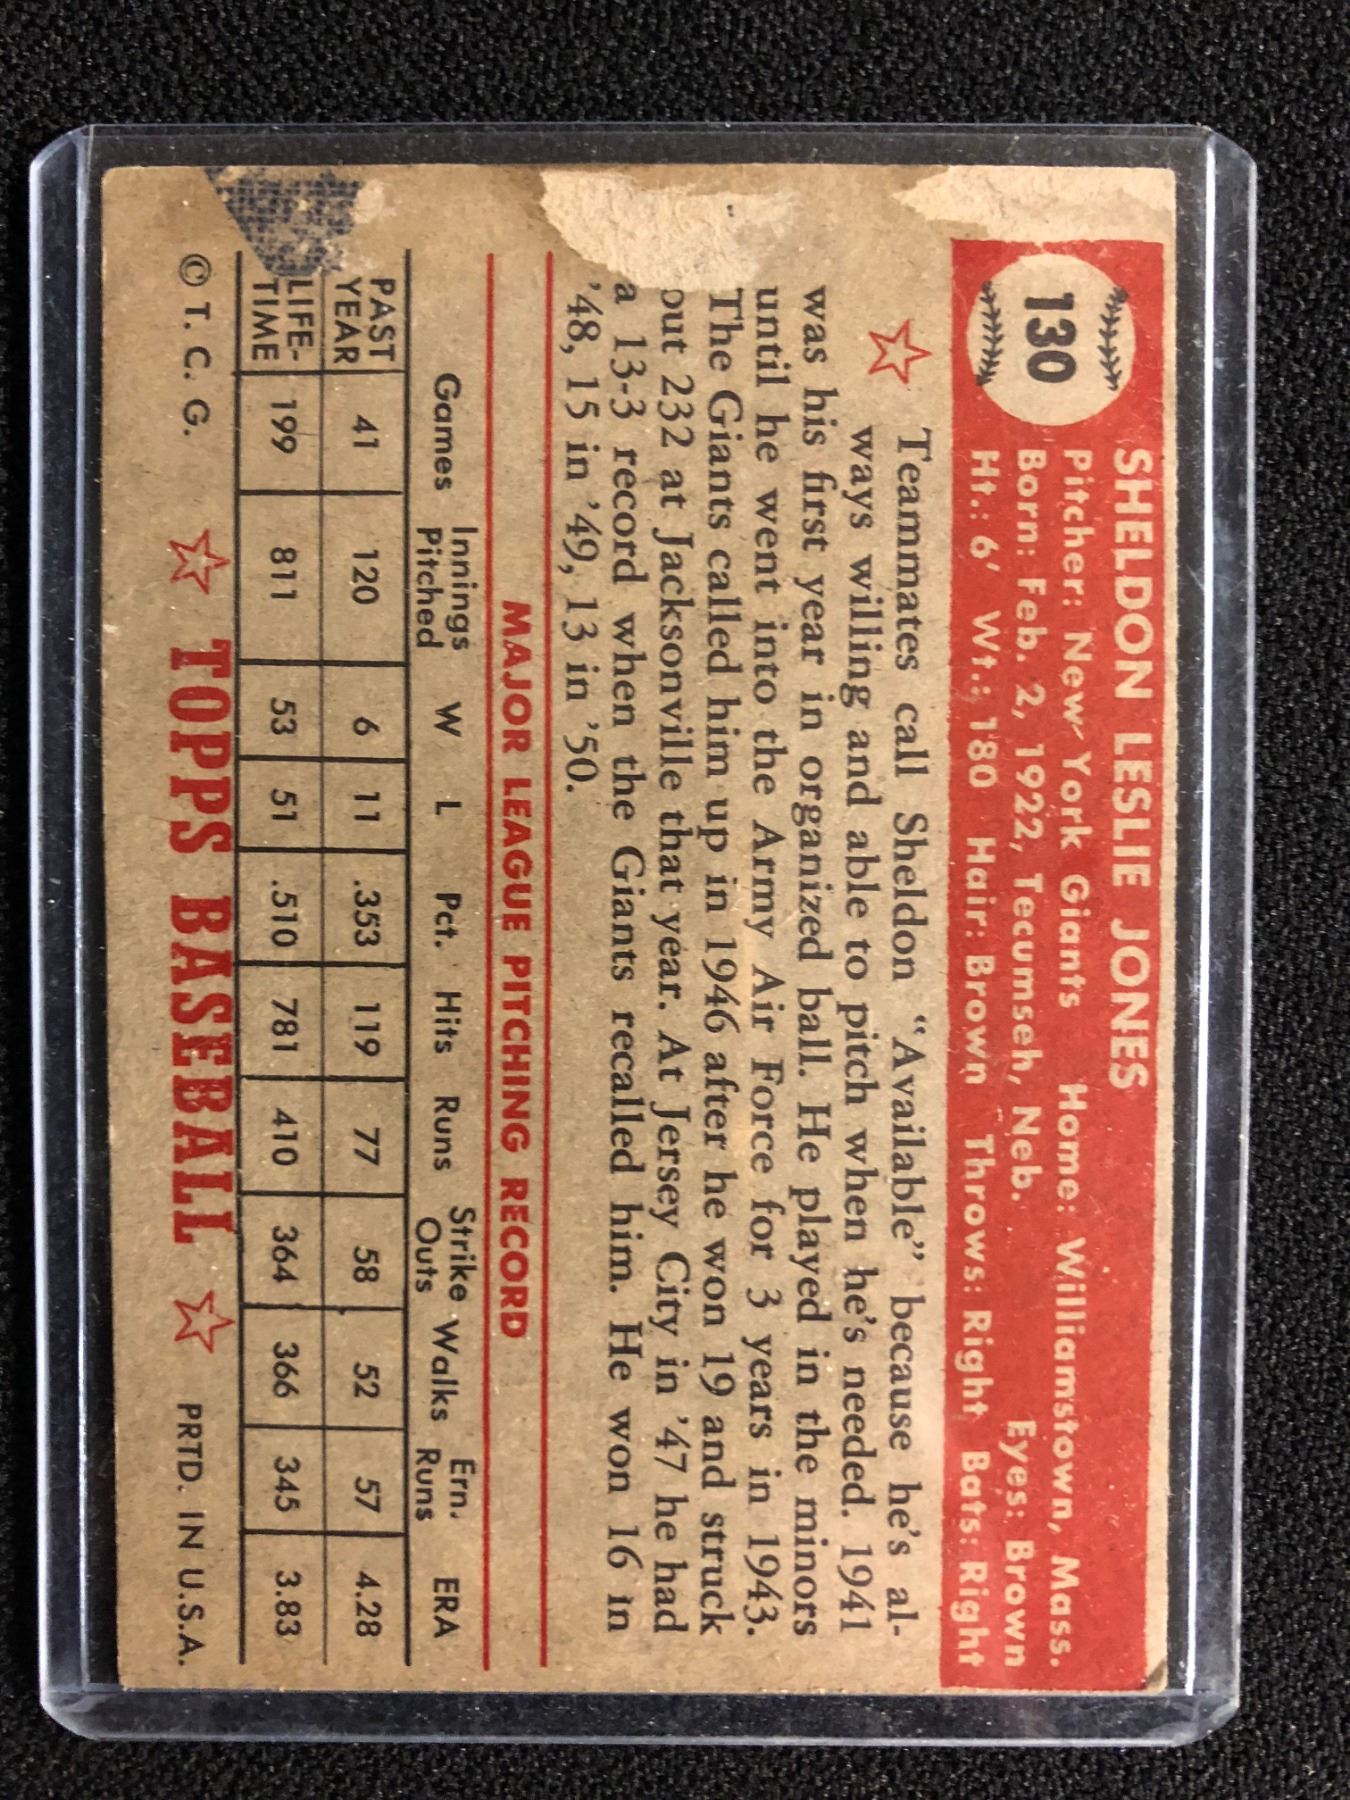 130
SHELDON LESLIE JONES
Pitcher: New York Giants Home: Williamstown, Mass.
Born: Feb. 2, 1922, Tecumseh, Neb. Eyes: Brown
Ht.: 6′ Wt.: 180 Hair: Brown Throws: Right Bats: Right
Teammates call Sheldon “Available” because he’s al-
ways willing and able to pitch when he’s needed. 1941
was his first year in organized ball. He played in the minors
until he went into the Army Air Force for 3 years in 1943.
The Giants called him up in 1946 after he won 19 and struck
out 232 at Jacksonville that year. At Jersey City in ’47 he had
a 13-3 record when the Giants recalled him. He won 16 in
’48, 15 in ’49, 13 in ’50.
MAJOR LEAGUE PITCHING RECORD
Games Innings Pitched W L Pct. Hits Runs Strike Outs Walks Ern. Runs ERA
PAST YEAR 41 120 6 11 .353 119 77 58 52 57 4.28
LIFE-TIME 199 811 53 51 .510 781 410 364 366 345 3.83
© T. C. G. TOPPS BASEBALL PRTD. IN U.S.A.